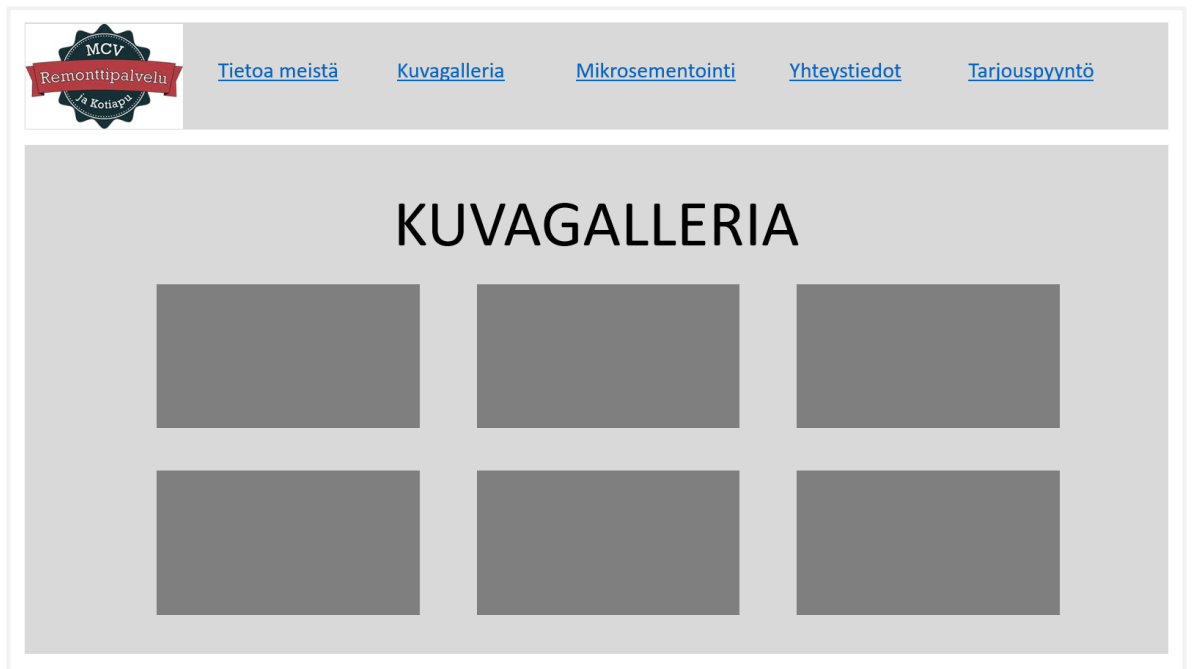 MCV
Remonttipalvelu
ja Kotiapu
Tietoa meistä
Kuvagalleria
Mikrosementointi
Yhteystiedot
Tarjouspyyntö
KUVAGALLERIA